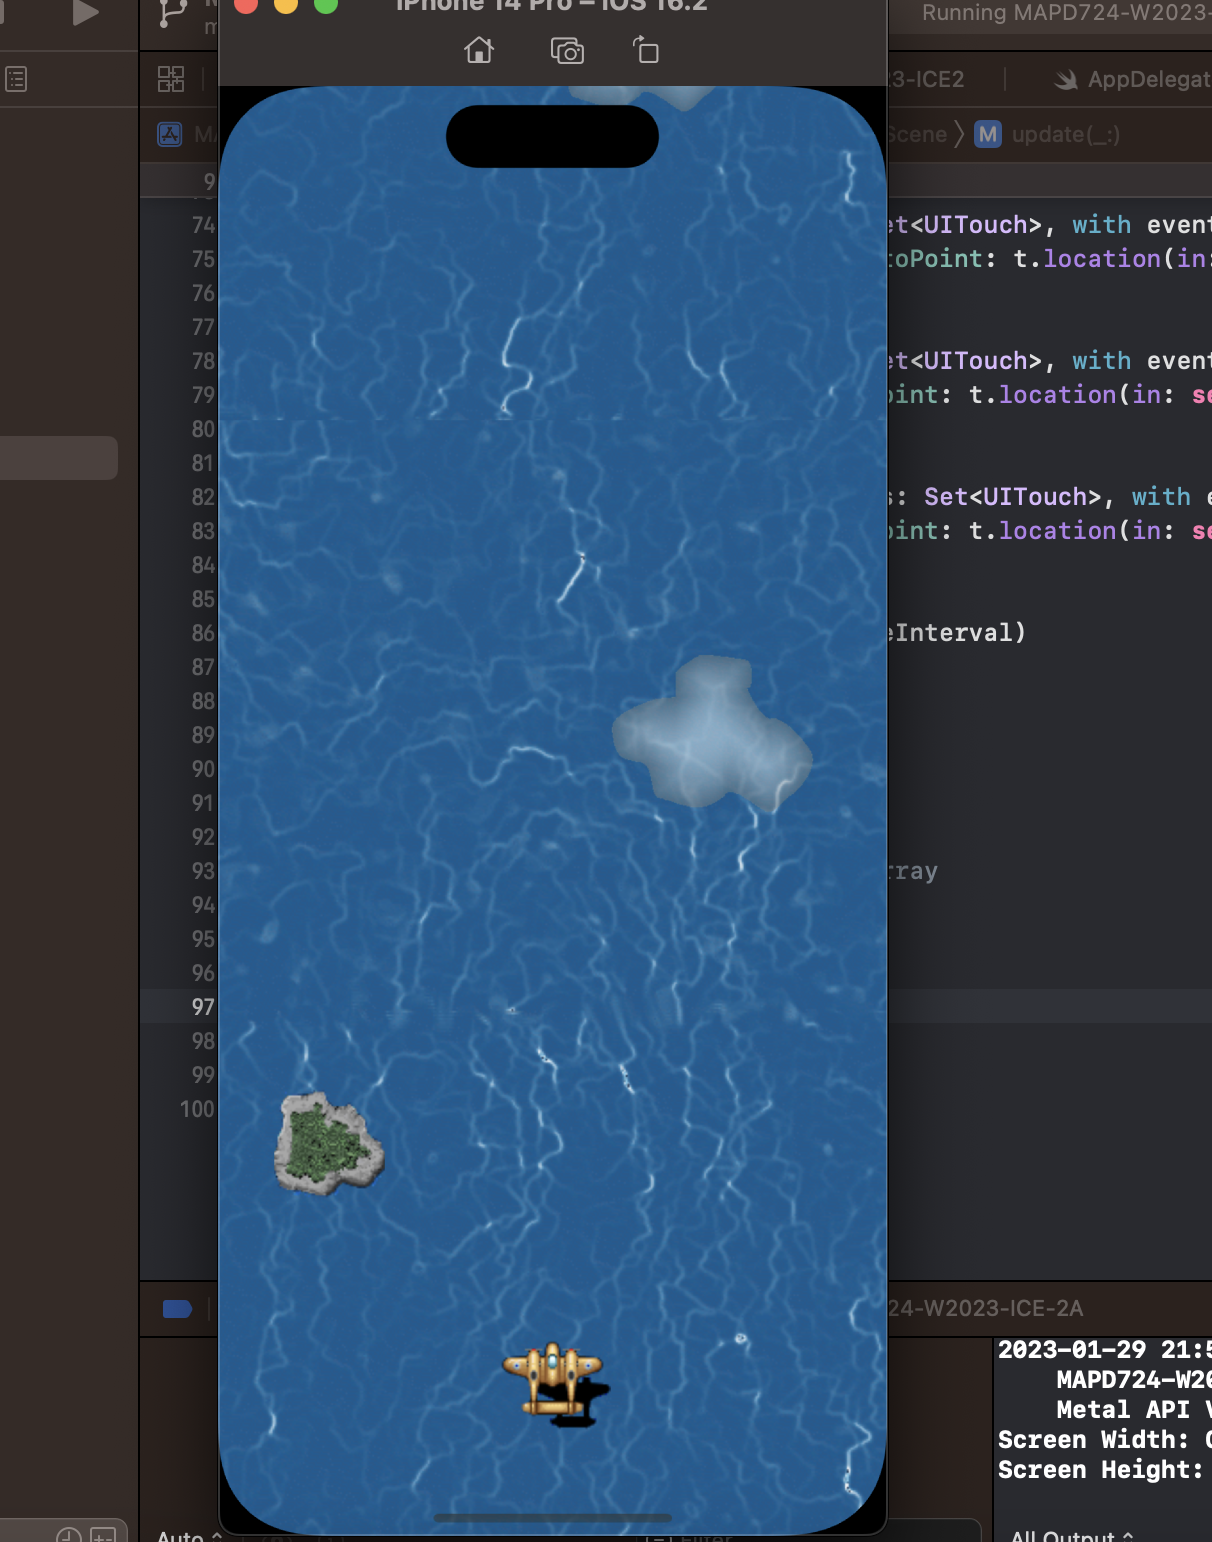 iPhone 14 Pro – iOS 16.2
Running MAPD724-W2023-
3-ICE2
AppDelegat
Scene
M update(_:)
9
74 et<UITouch>, with event
75 toPoint: t.location(in:
76
77
78 et<UITouch>, with event
79 oint: t.location(in: se
80
81
82 s: Set<UITouch>, with e
83 oint: t.location(in: se
84
85
86 eInterval)
87
88
89
90
91
92
93 rray
94
95
96
97
98
99
100
24-W2023-ICE-2A
2023-01-29 21:5
MAPD724-W20
Metal API V
Screen Width: 
Screen Height:
Auto
Filter
All Output